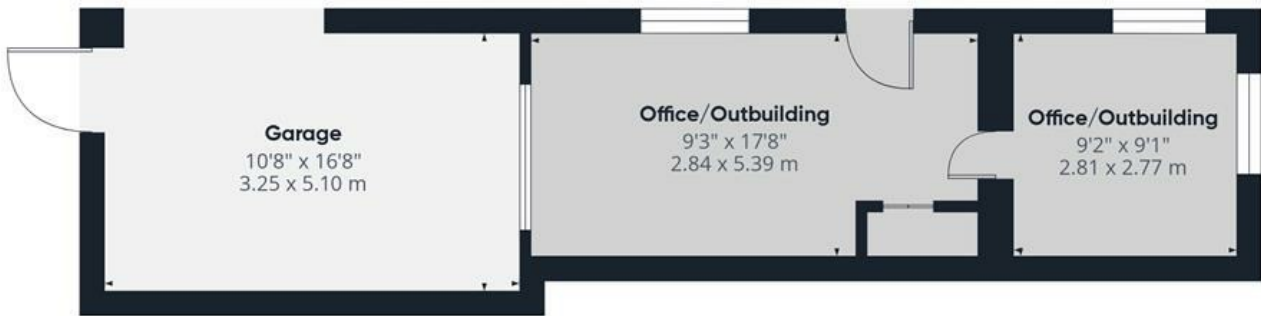 Garage
10'8" x 16'8"
3.25 x 5.10 m
Office/Outbuilding
9'3" x 17'8"
2.84 x 5.39 m
Office/Outbuilding
9'2" x 9'1"
2.81 x 2.77 m